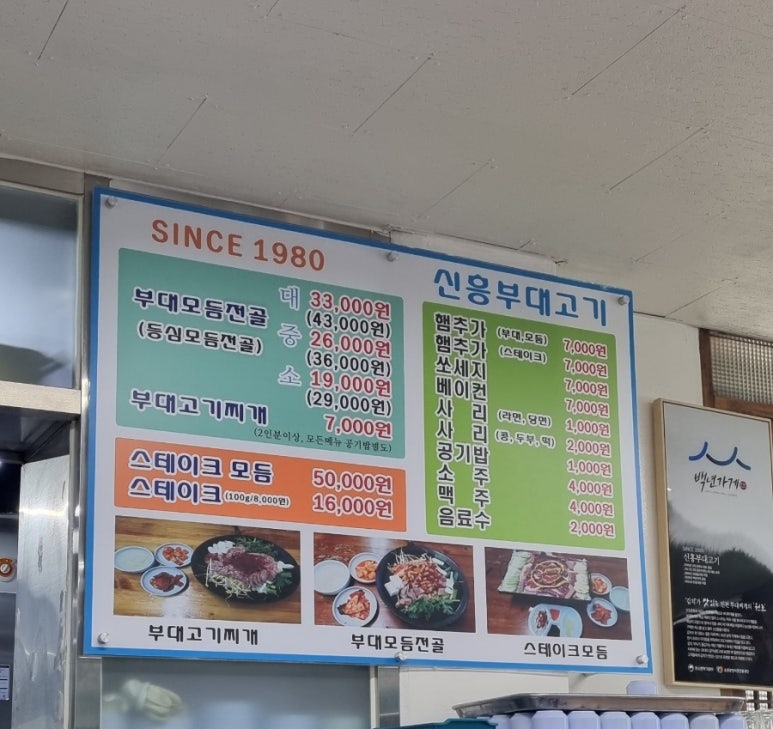 SINCE 1980
부대모듬전골 대 33,000원
(43,000원)
(등심모듬전골) 중 26,000원
(36,000원)
소 19,000원
(29,000원)
부대고기찌개 7,000원
(2인분이상, 모든메뉴 공기밥별도)
스테이크 모듬 50,000원
스테이크 (100g/8,000원) 16,000원
신흥부대고기
햄추가 (부대,모듬) 7,000원
햄추가 (스테이크) 7,000원
쏘세지 7,000원
베이컨 7,000원
사리 (라면, 당면) 1,000원
사리 (콩, 두부, 떡) 2,000원
공기밥 1,000원
소주 4,000원
맥주 4,000원
음료수 2,000원
부대고기찌개
부대모듬전골
스테이크모듬
백년가게
SINCE 1980
신흥부대고기